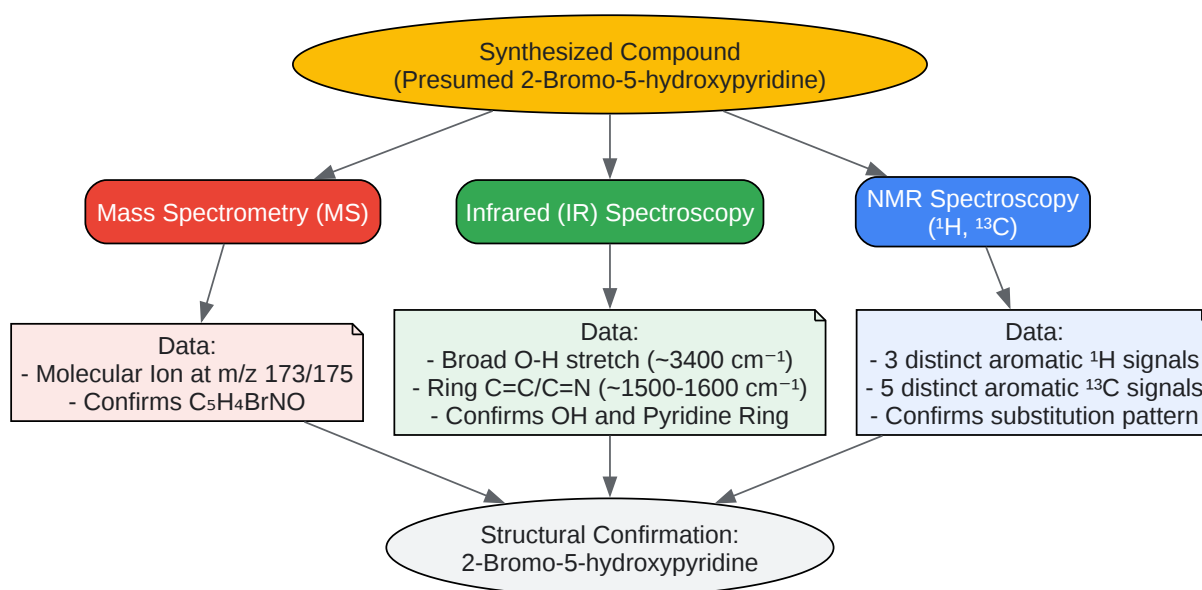 Synthesized Compound
(Presumed 2-Bromo-5-hydroxypyridine)
Mass Spectrometry (MS)
Infrared (IR) Spectroscopy
NMR Spectroscopy
(¹H, ¹³C)
Data:
- Molecular Ion at m/z 173/175
- Confirms C₅H₄BrNO
Data:
- Broad O-H stretch (~3400 cm⁻¹)
- Ring C=C/C=N (~1500-1600 cm⁻¹)
- Confirms OH and Pyridine Ring
Data:
- 3 distinct aromatic ¹H signals
- 5 distinct aromatic ¹³C signals
- Confirms substitution pattern
Structural Confirmation:
2-Bromo-5-hydroxypyridine